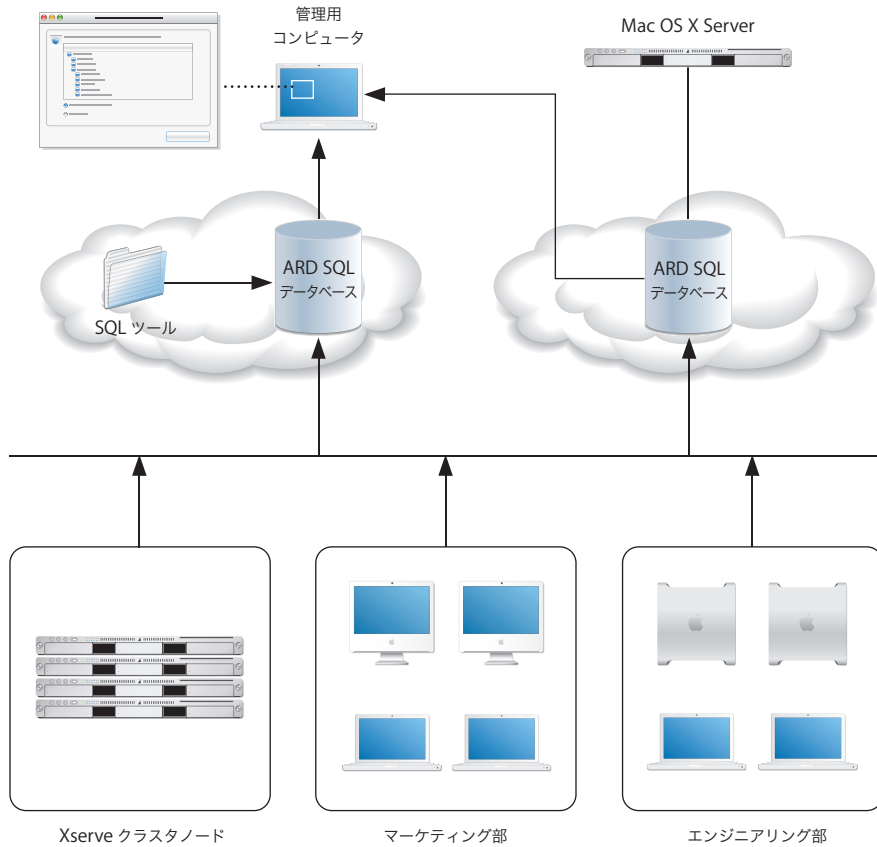 管理用
コンピュータ
Mac OS X Server
ARD SQL
データベース
SQL ツール
ARD SQL
データベース
Xserve クラスタノード
マーケティング部
エンジニアリング部